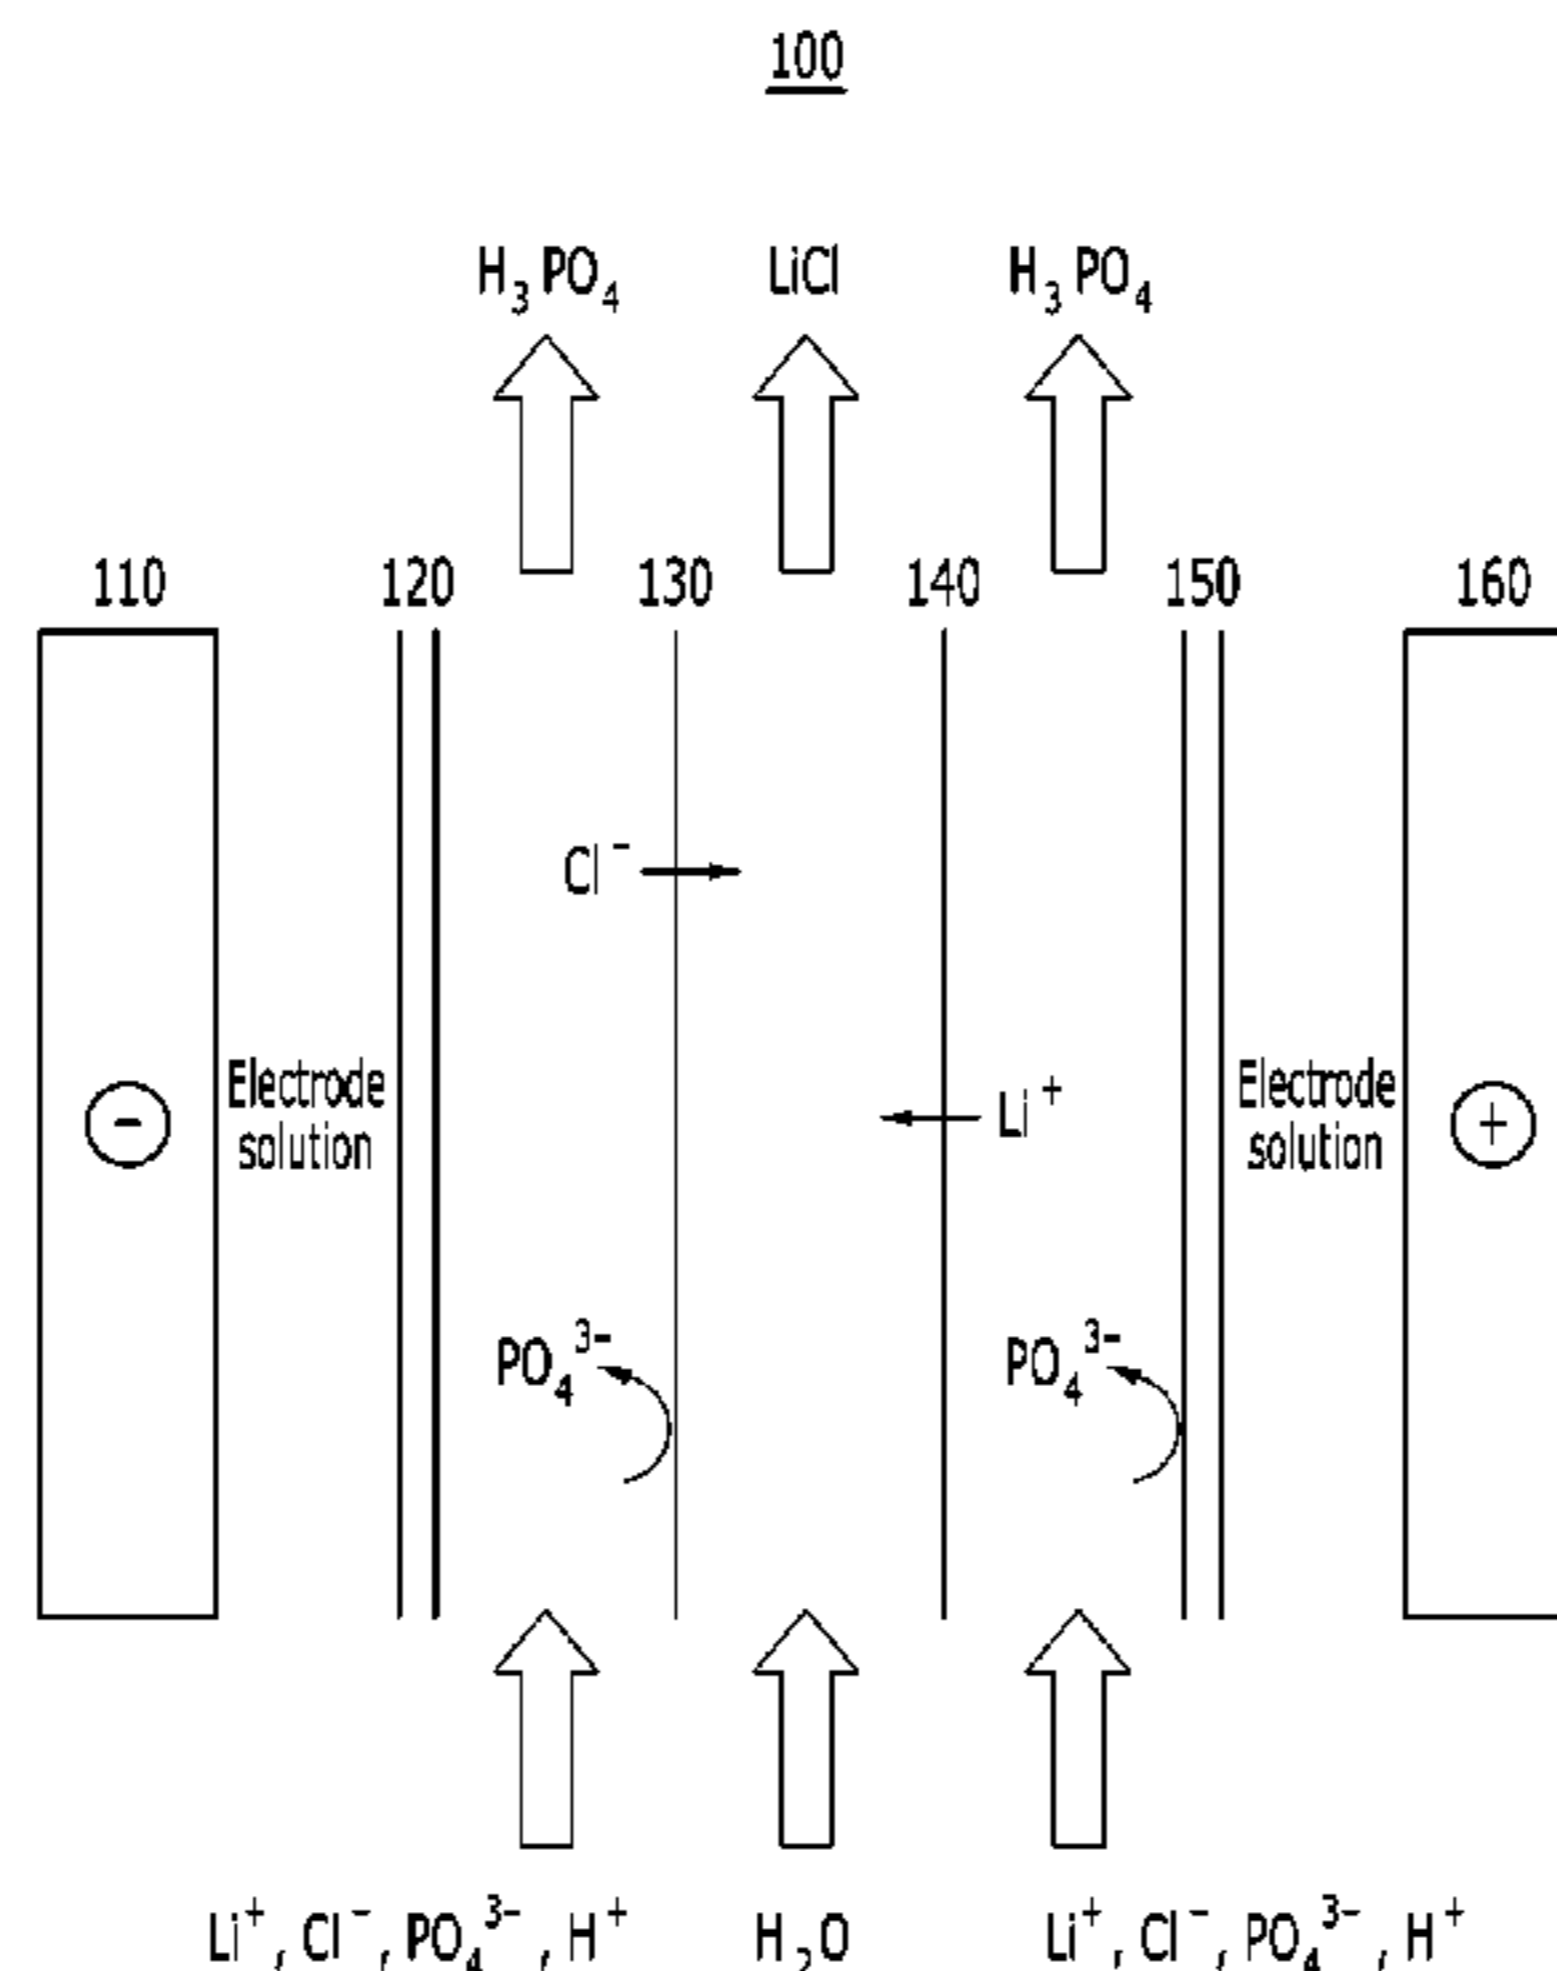 100
H₃PO₄ LiCl H₃PO₄
110 120 130 140 150 160
Cl⁻
Li⁺
⊖ Electrode solution Electrode solution ⊕
PO₄³⁻ PO₄³⁻
Li⁺, Cl⁻, PO₄³⁻, H⁺ H₂O Li⁺, Cl⁻, PO₄³⁻, H⁺